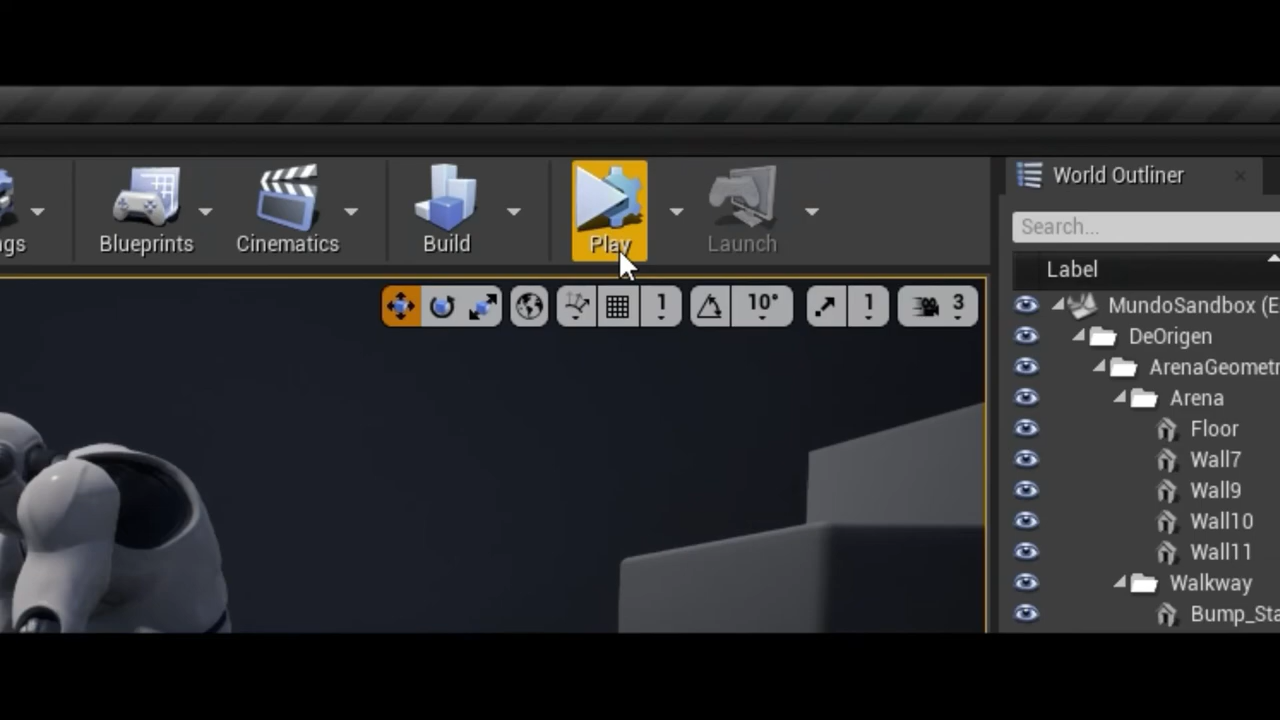 World Outliner
gs Blueprints Cinematics Build Play Launch
Search...
Label
1 10° 1 3
MundoSandbox (E
DeOrigen
ArenaGeometr
Arena
Floor
Wall7
Wall9
Wall10
Wall11
Walkway
Bump_Sta